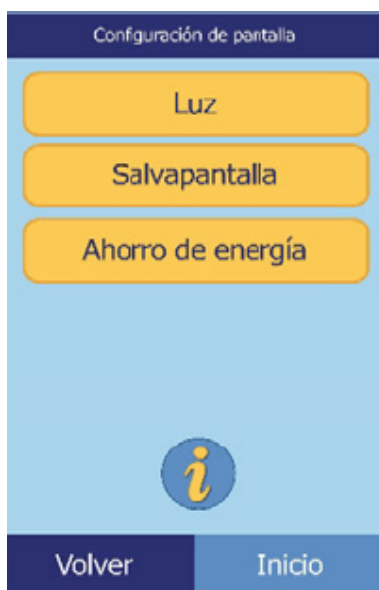 Configuración de pantalla
Luz
Salvapantalla
Ahorro de energía
i
Volver
Inicio